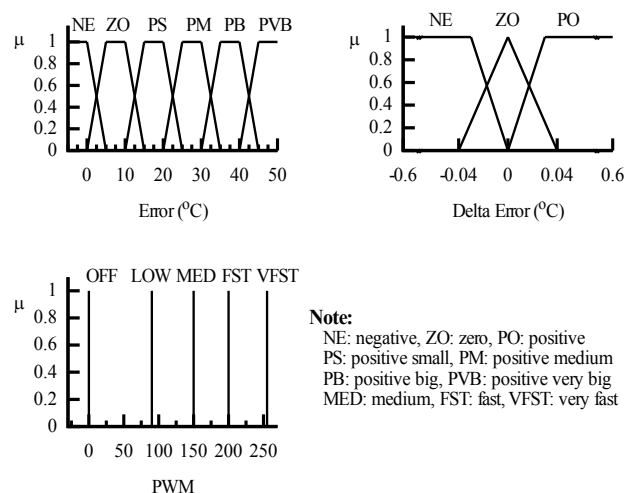 NE ZO PS PM PB PVB
μ
1
0.8
0.6
0.4
0.2
0
0 10 20 30 40 50
Error (°C)
NE ZO PO
μ
1
0.8
0.6
0.4
0.2
0
-0.6 -0.04 0 0.04 0.6
Delta Error (°C)
OFF LOW MED FST VFST
μ
1
0.8
0.6
0.4
0.2
0
0 50 100 150 200 250
PWM
Note:
NE: negative, ZO: zero, PO: positive
PS: positive small, PM: positive medium
PB: positive big, PVB: positive very big
MED: medium, FST: fast, VFST: very fast